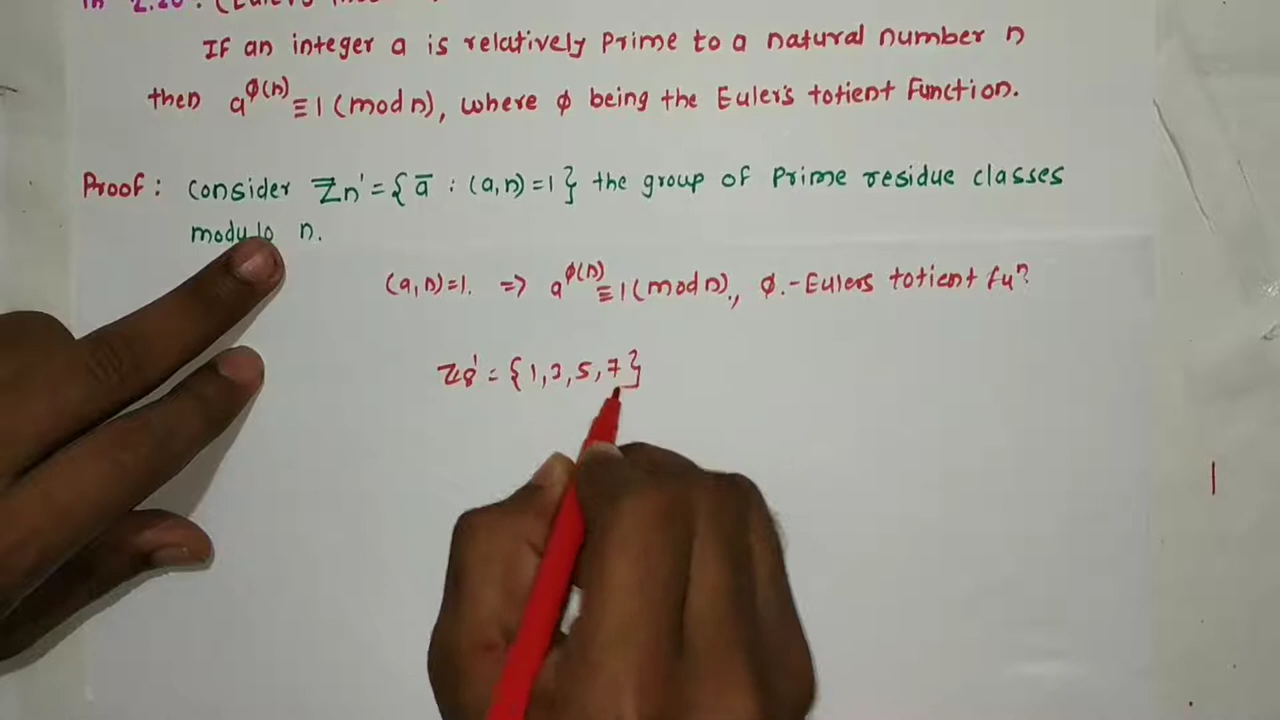 If an integer a is relatively prime to a natural number n
then a^φ(n) ≡ 1 (mod n), where φ being the Euler's totient Function.
Proof: Consider Zn' = { ā : (a,n) = 1 } the group of Prime residue classes
modulo n.
(a,n)=1. => a^φ(n) ≡ 1 (mod n)., φ.-Eulers totient fuⁿ.
Z8' = {1,3,5,7}